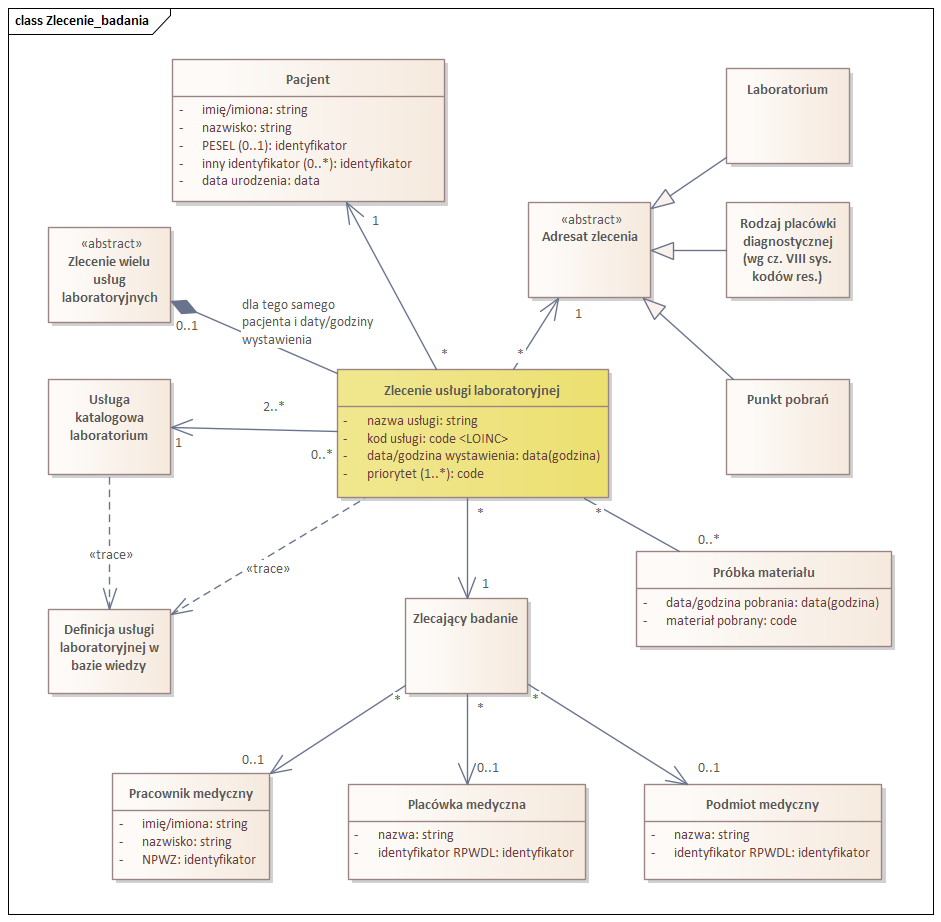 class Zlecenie_badania
Pacjent
- imię/imiona: string
- nazwisko: string
- PESEL (0..1): identyfikator
- inny identyfikator (0..*): identyfikator
- data urodzenia: data
Laboratorium
«abstract»
Adresat zlecenia
Rodzaj placówki
diagnostycznej
(wg cz. VIII sys.
kodów res.)
Punkt pobrań
«abstract»
Zlecenie wielu
usług
laboratoryjnych
0..1
dla tego samego
pacjenta i daty/godziny
wystawienia
1
*
1
*
2..*
Zlecenie usługi laboratoryjnej
- nazwa usługi: string
- kod usługi: code <LOINC>
- data/godzina wystawienia: data(godzina)
- priorytet (1..*): code
Usługa
katalogowa
laboratorium
1
0..*
«trace»
«trace»
Definicja usługi
laboratoryjnej w
bazie wiedzy
*
1
*
0..*
Próbka materiału
- data/godzina pobrania: data(godzina)
- materiał pobrany: code
Zlecający badanie
*
*
*
0..1
0..1
0..1
Pracownik medyczny
- imię/imiona: string
- nazwisko: string
- NPWZ: identyfikator
Placówka medyczna
- nazwa: string
- identyfikator RPWDL: identyfikator
Podmiot medyczny
- nazwa: string
- identyfikator RPWDL: identyfikator